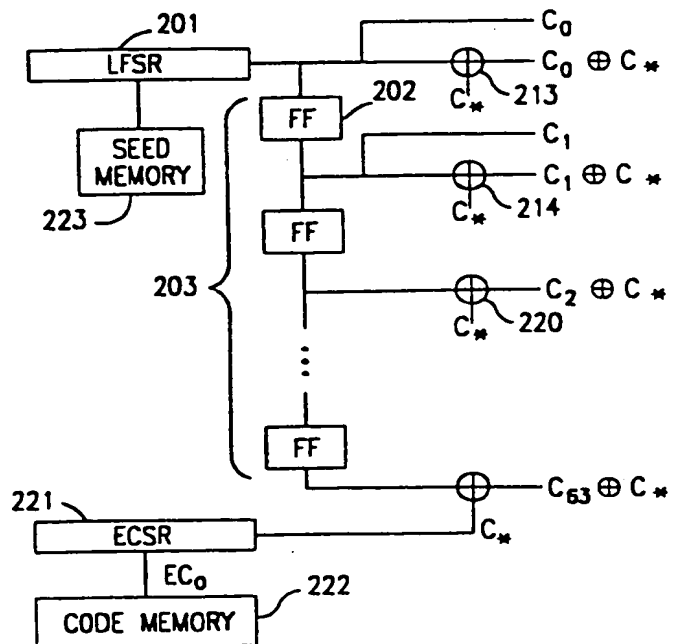 201
LFSR
C₀
C₀ ⊕ C*
202
213
C*
FF
SEED
MEMORY
223
C₁
C₁ ⊕ C*
214
C*
FF
203
C₂ ⊕ C*
220
C*
FF
C₆₃ ⊕ C*
221
ECSR
C*
EC₀
222
CODE MEMORY